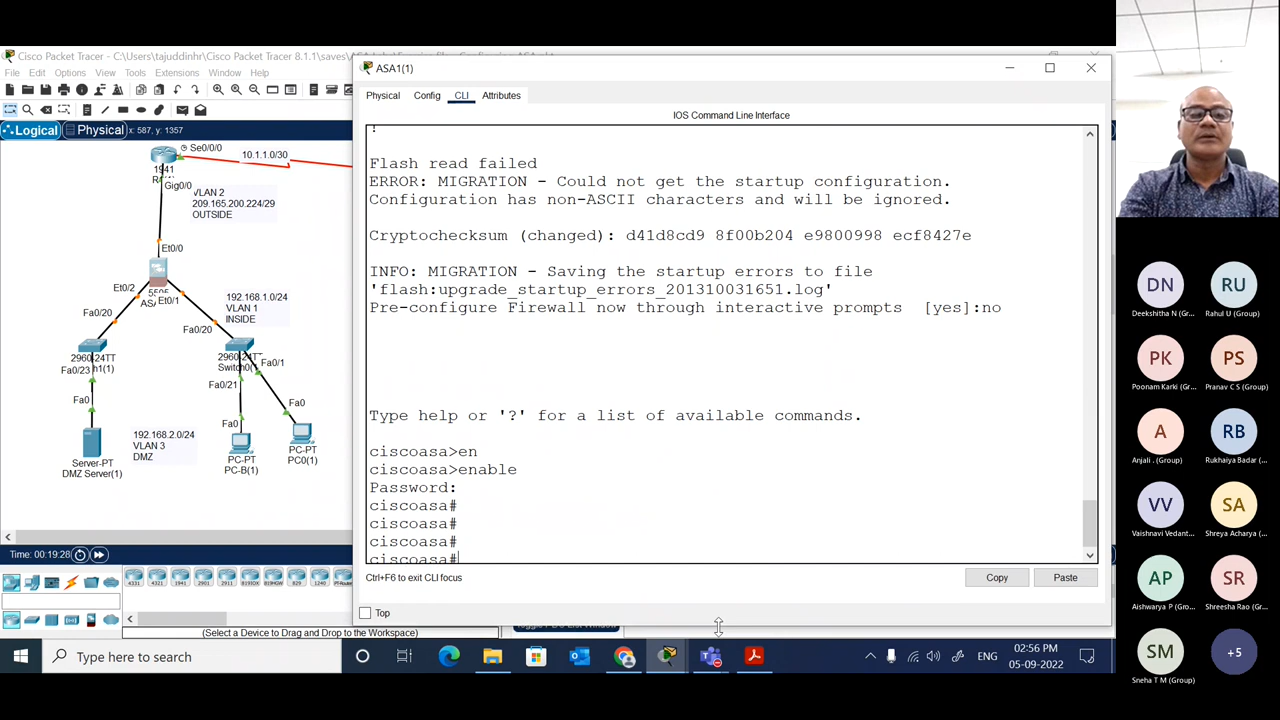 Cisco Packet Tracer - C:\Users\tajuddinhr\Cisco Packet Tracer 8.1.1\saves\
File Edit Options View Tools Extensions Window Help
Logical
Physical
x: 587, y: 1357
Se0/0/0
10.1.1.0/30
1941
Gig0/0
VLAN 2
209.165.200.224/29
OUTSIDE
Et0/0
Et0/2
Et0/1
192.168.1.0/24
VLAN 1
INSIDE
Fa0/20
Fa0/20
2960-24TT
Fa0/23
Fa0/1
Fa0/21
Fa0
Fa0
Fa0
192.168.2.0/24
VLAN 3
DMZ
Server-PT
DMZ Server(1)
PC-PT
PC-B(1)
PC-PT
PC0(1)
Time: 00:19:28
(Select a Device to Drag and Drop to the Workspace)
ASA1(1)
Physical
Config
CLI
Attributes
IOS Command Line Interface
!
Flash read failed
ERROR: MIGRATION - Could not get the startup configuration.
Configuration has non-ASCII characters and will be ignored.
Cryptochecksum (changed): d41d8cd9 8f00b204 e9800998 ecf8427e
INFO: MIGRATION - Saving the startup errors to file
'flash:upgrade_startup_errors_201310031651.log'
Pre-configure Firewall now through interactive prompts [yes]:no
Type help or '?' for a list of available commands.
ciscoasa>en
ciscoasa>enable
Password:
ciscoasa#
ciscoasa#
ciscoasa#
ciscoasa#
Ctrl+F6 to exit CLI focus
Copy
Paste
Top
Type here to search
ENG
02:56 PM
05-09-2022
DN
Deekshitha N (Gr...
RU
Rahul U (Group)
PK
Poonam Karki (Gr...
PS
Pranav C S (Grou...
A
Anjali . (Group)
RB
Rukhaiya Badar (...
VV
Vaishnavi Vedant...
SA
Shreya Acharya (...
AP
Aishwarya P (Gro...
SR
Shreesha Rao (Gr...
SM
Sneha T M (Group)
+5